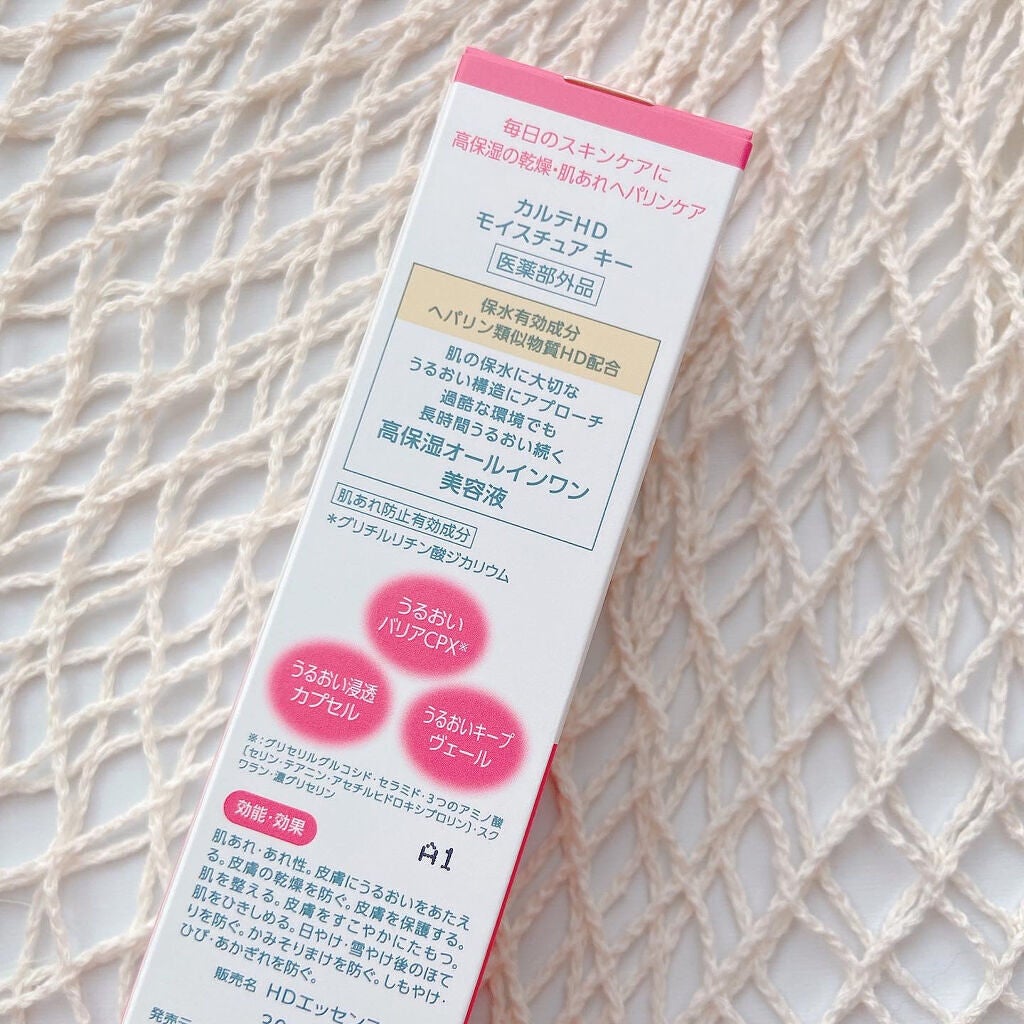 毎日のスキンケアに
高保湿の乾燥・肌あれヘパリンケア
カルテHD
モイスチュア キー
医薬部外品
保水有効成分
ヘパリン類似物質HD配合
肌の保水に大切な
うるおい構造にアプローチ
過酷な環境でも
長時間うるおい続く
高保湿オールインワン
美容液
肌あれ防止有効成分
＊グリチルリチン酸ジカリウム
うるおい
バリアCPX※
うるおい浸透
カプセル
うるおいキープ
ヴェール
※：グリセリルグルコシド・セラミド・3つのアミノ酸
〔セリン・テアニン・アセチルヒドロキシプロリン〕・スク
ワラン・濃グリセリン
効能・効果
A1
肌あれ・あれ性。皮膚にうるおいをあたえ
る。皮膚の乾燥を防ぐ。皮膚を保護する。
肌を整える。皮膚をすこやかにたもつ。
肌をひきしめる。日やけ・雪やけ後のほて
りを防ぐ。かみそりまけを防ぐ。しもやけ・
ひび・あかぎれを防ぐ。
販売名 HDエッセンス
発売元